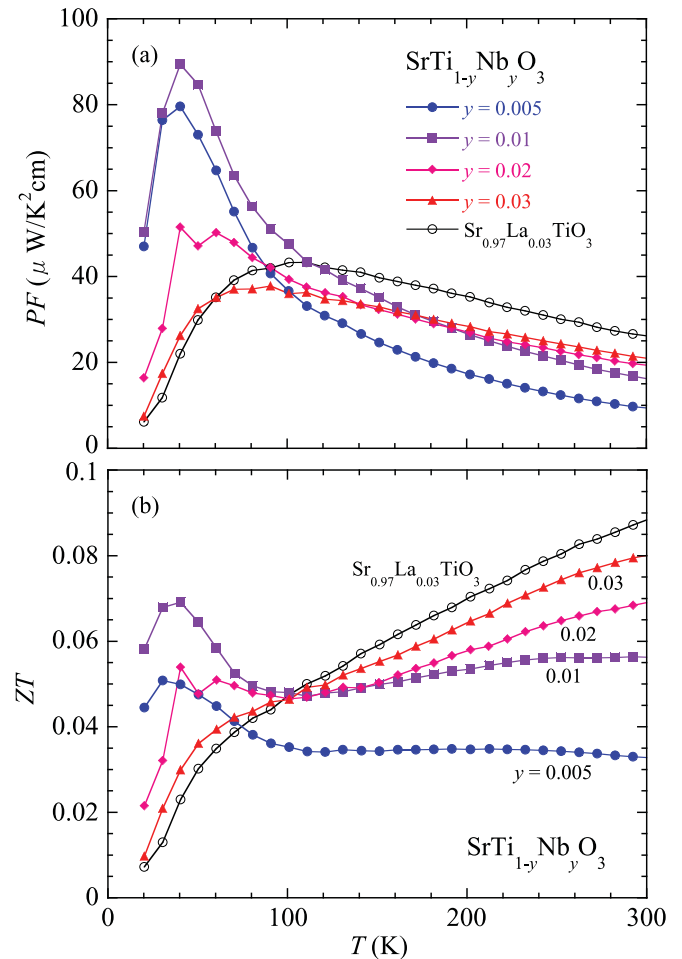 100
80
60
40
20
0
PF (μ W/K²cm)
(a)
SrTi₁₋yNbyO₃
y = 0.005
y = 0.01
y = 0.02
y = 0.03
Sr₀.₉₇La₀.₀₃TiO₃
0.1
0.08
0.06
0.04
0.02
0
ZT
(b)
Sr₀.₉₇La₀.₀₃TiO₃
0.03
0.02
0.01
y = 0.005
SrTi₁₋yNbyO₃
0 100 200 300
T (K)